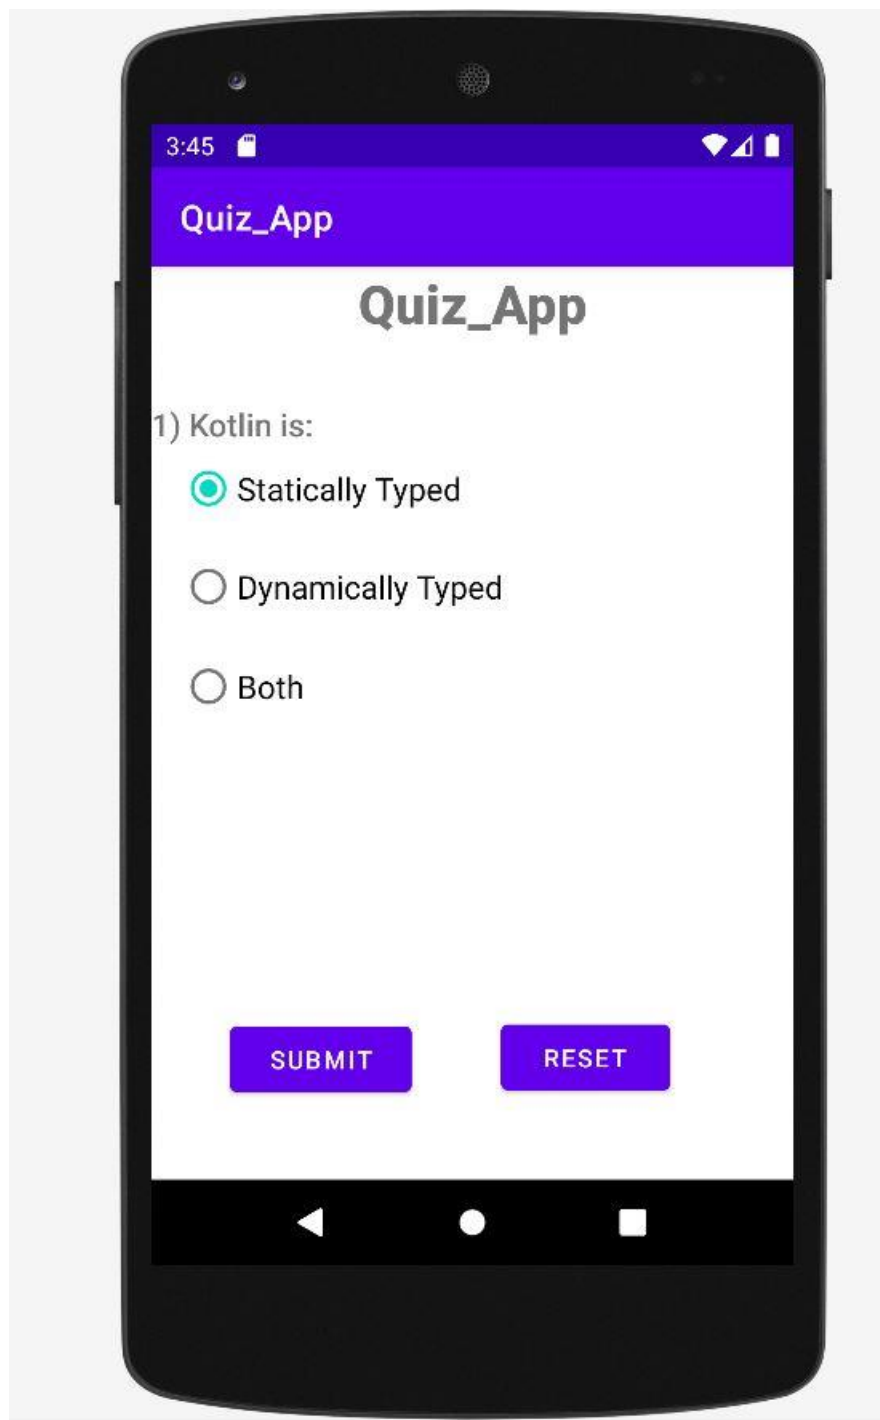 3:45
Quiz_App
Quiz_App
1) Kotlin is:
Statically Typed
Dynamically Typed
Both
SUBMIT
RESET